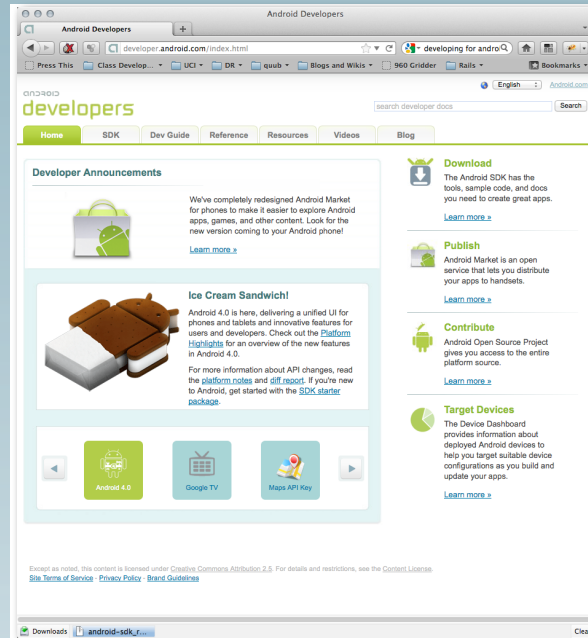 Android Developers
Android Developers
developer.android.com/index.html
developing for andro
Press This Class Develop... UCI DR quub Blogs and Wikis 960 Gridder Rails Bookmarks
English Android.com
android
developers
search developer docs Search
Home SDK Dev Guide Reference Resources Videos Blog
Developer Announcements
We've completely redesigned Android Market
for phones to make it easier to explore Android
apps, games, and other content. Look for the
new version coming to your Android phone!
Learn more »
Ice Cream Sandwich!
Android 4.0 is here, delivering a unified UI for
phones and tablets and innovative features for
users and developers. Check out the Platform
Highlights for an overview of the new features
in Android 4.0.
For more information about API changes, read
the platform notes and diff report. If you're new
to Android, get started with the SDK starter
package.
Android 4.0
Google TV
Maps API Key
Download
The Android SDK has the
tools, sample code, and docs
you need to create great apps.
Learn more »
Publish
Android Market is an open
service that lets you distribute
your apps to handsets.
Learn more »
Contribute
Android Open Source Project
gives you access to the entire
platform source.
Learn more »
Target Devices
The Device Dashboard
provides information about
deployed Android devices to
help you target suitable device
configurations as you build and
update your apps.
Learn more »
Except as noted, this content is licensed under Creative Commons Attribution 2.5. For details and restrictions, see the Content License.
Site Terms of Service - Privacy Policy - Brand Guidelines
Downloads android-sdk_r... Clea